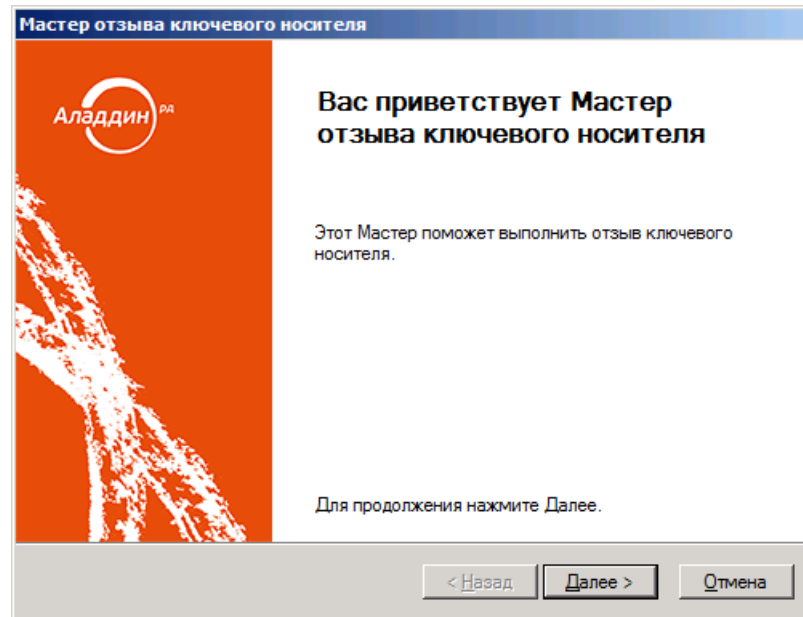 Мастер отзыва ключевого носителя
Аладдин РД
Вас приветствует Мастер
отзыва ключевого носителя
Этот Мастер поможет выполнить отзыв ключевого
носителя.
Для продолжения нажмите Далее.
< Назад
Далее >
Отмена